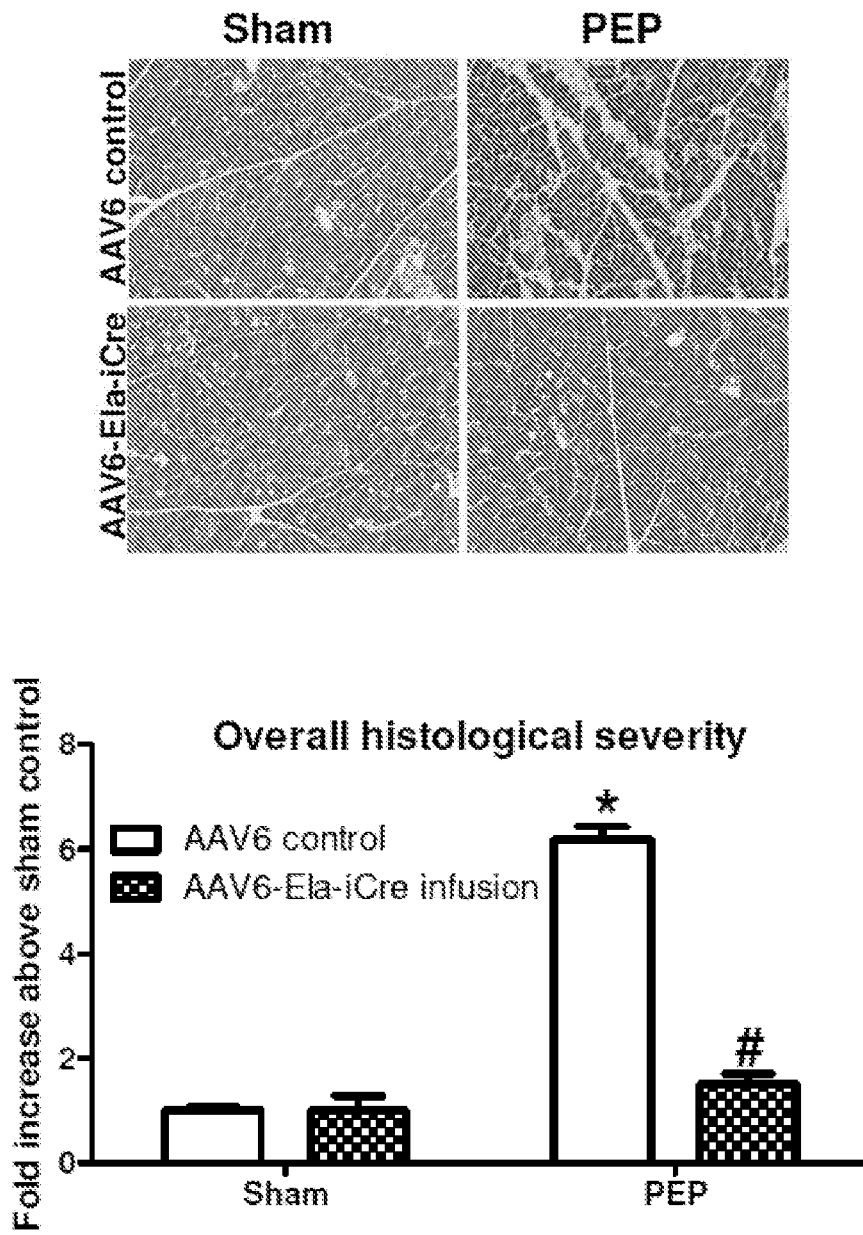 Sham
PEP
AAV6 control
AAV6-Ela-iCre
Overall histological severity
Fold increase above sham control
8
6
4
2
0
AAV6 control
AAV6-Ela-iCre infusion
*
#
Sham
PEP